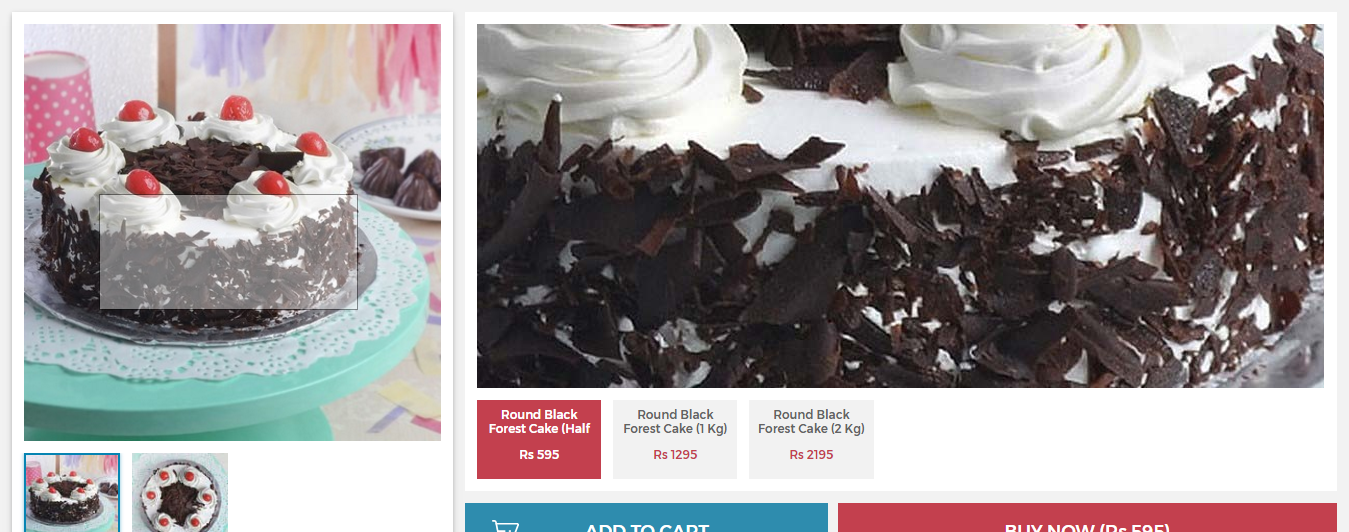 Round Black
Forest Cake (Half
Rs 595
Round Black
Forest Cake (1 Kg)
Rs 1295
Round Black
Forest Cake (2 Kg)
Rs 2195
ADD TO CART
BUY NOW (Rs 595)